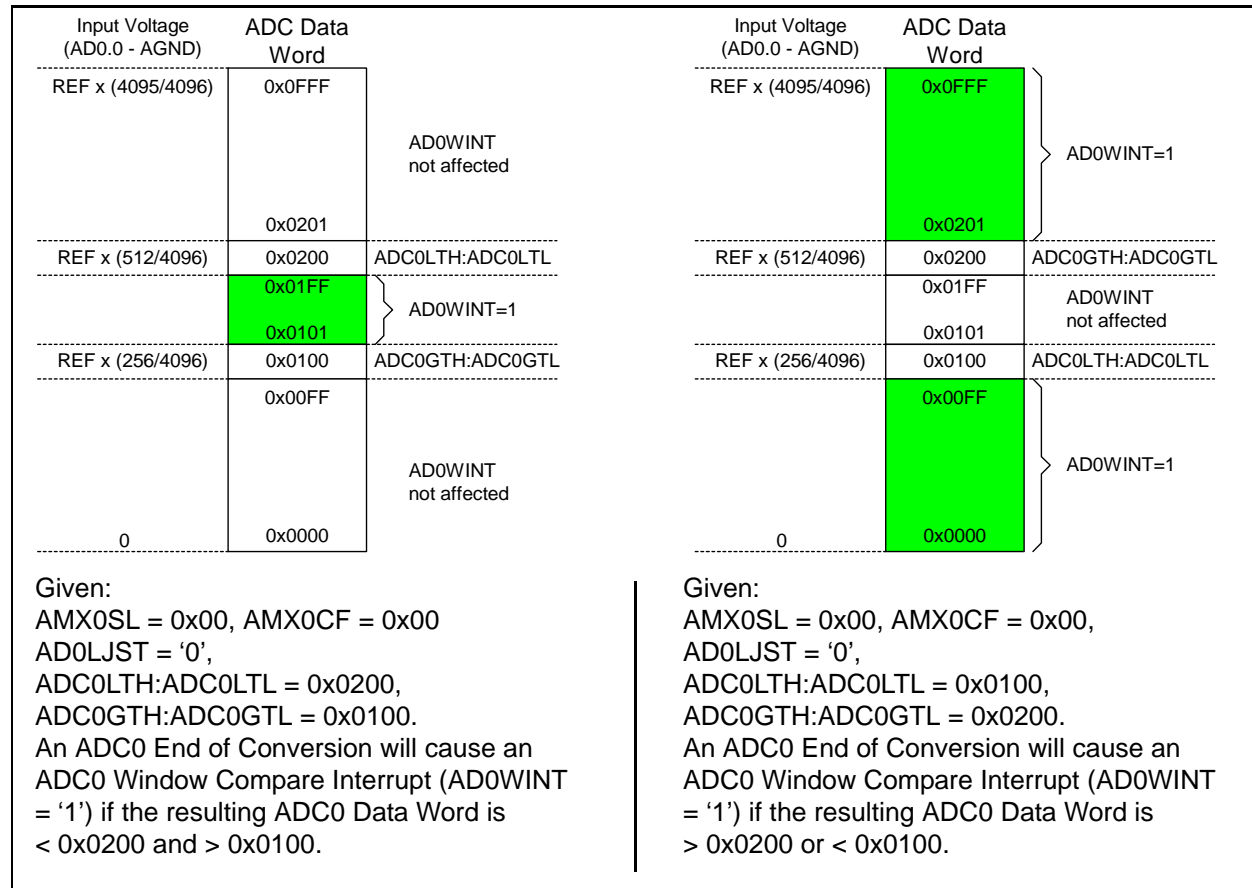 Input Voltage
(AD0.0 - AGND)
ADC Data
Word
REF x (4095/4096)
0x0FFF
AD0WINT
not affected
0x0201
REF x (512/4096)
0x0200
ADC0LTH:ADC0LTL
0x01FF
AD0WINT=1
0x0101
REF x (256/4096)
0x0100
ADC0GTH:ADC0GTL
0x00FF
AD0WINT
not affected
0
0x0000
Given:
AMX0SL = 0x00, AMX0CF = 0x00
AD0LJST = ‘0’,
ADC0LTH:ADC0LTL = 0x0200,
ADC0GTH:ADC0GTL = 0x0100.
An ADC0 End of Conversion will cause an
ADC0 Window Compare Interrupt (AD0WINT
= ‘1’) if the resulting ADC0 Data Word is
< 0x0200 and > 0x0100.
Input Voltage
(AD0.0 - AGND)
ADC Data
Word
REF x (4095/4096)
0x0FFF
AD0WINT=1
0x0201
REF x (512/4096)
0x0200
ADC0GTH:ADC0GTL
0x01FF
AD0WINT
not affected
0x0101
REF x (256/4096)
0x0100
ADC0LTH:ADC0LTL
0x00FF
AD0WINT=1
0
0x0000
Given:
AMX0SL = 0x00, AMX0CF = 0x00,
AD0LJST = ‘0’,
ADC0LTH:ADC0LTL = 0x0100,
ADC0GTH:ADC0GTL = 0x0200.
An ADC0 End of Conversion will cause an
ADC0 Window Compare Interrupt (AD0WINT
= ‘1’) if the resulting ADC0 Data Word is
> 0x0200 or < 0x0100.